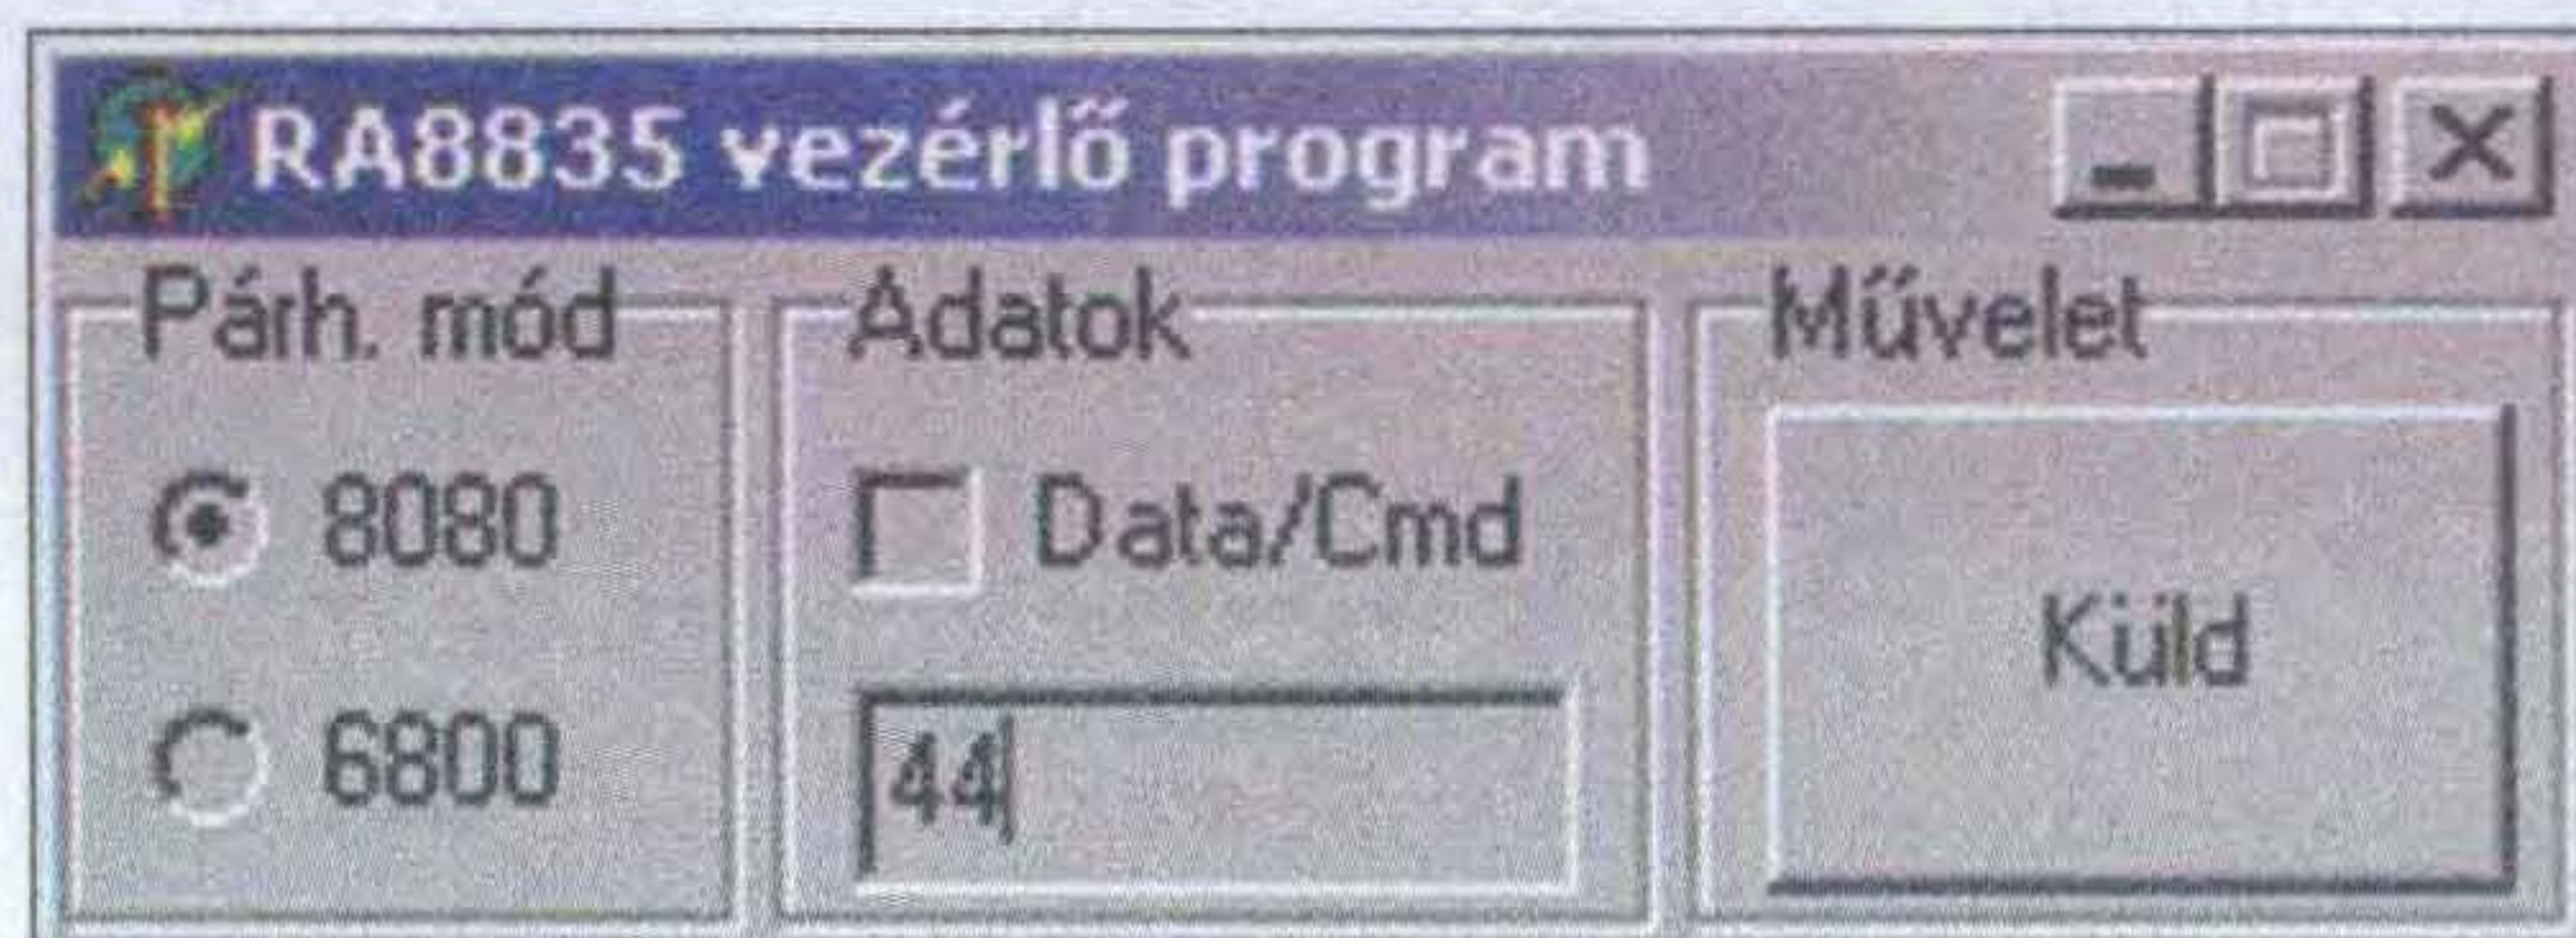 RA8835 vezérlő program
Párh. mód
8080
6800
Adatok
Data/Cmd
44
Művelet
Küld